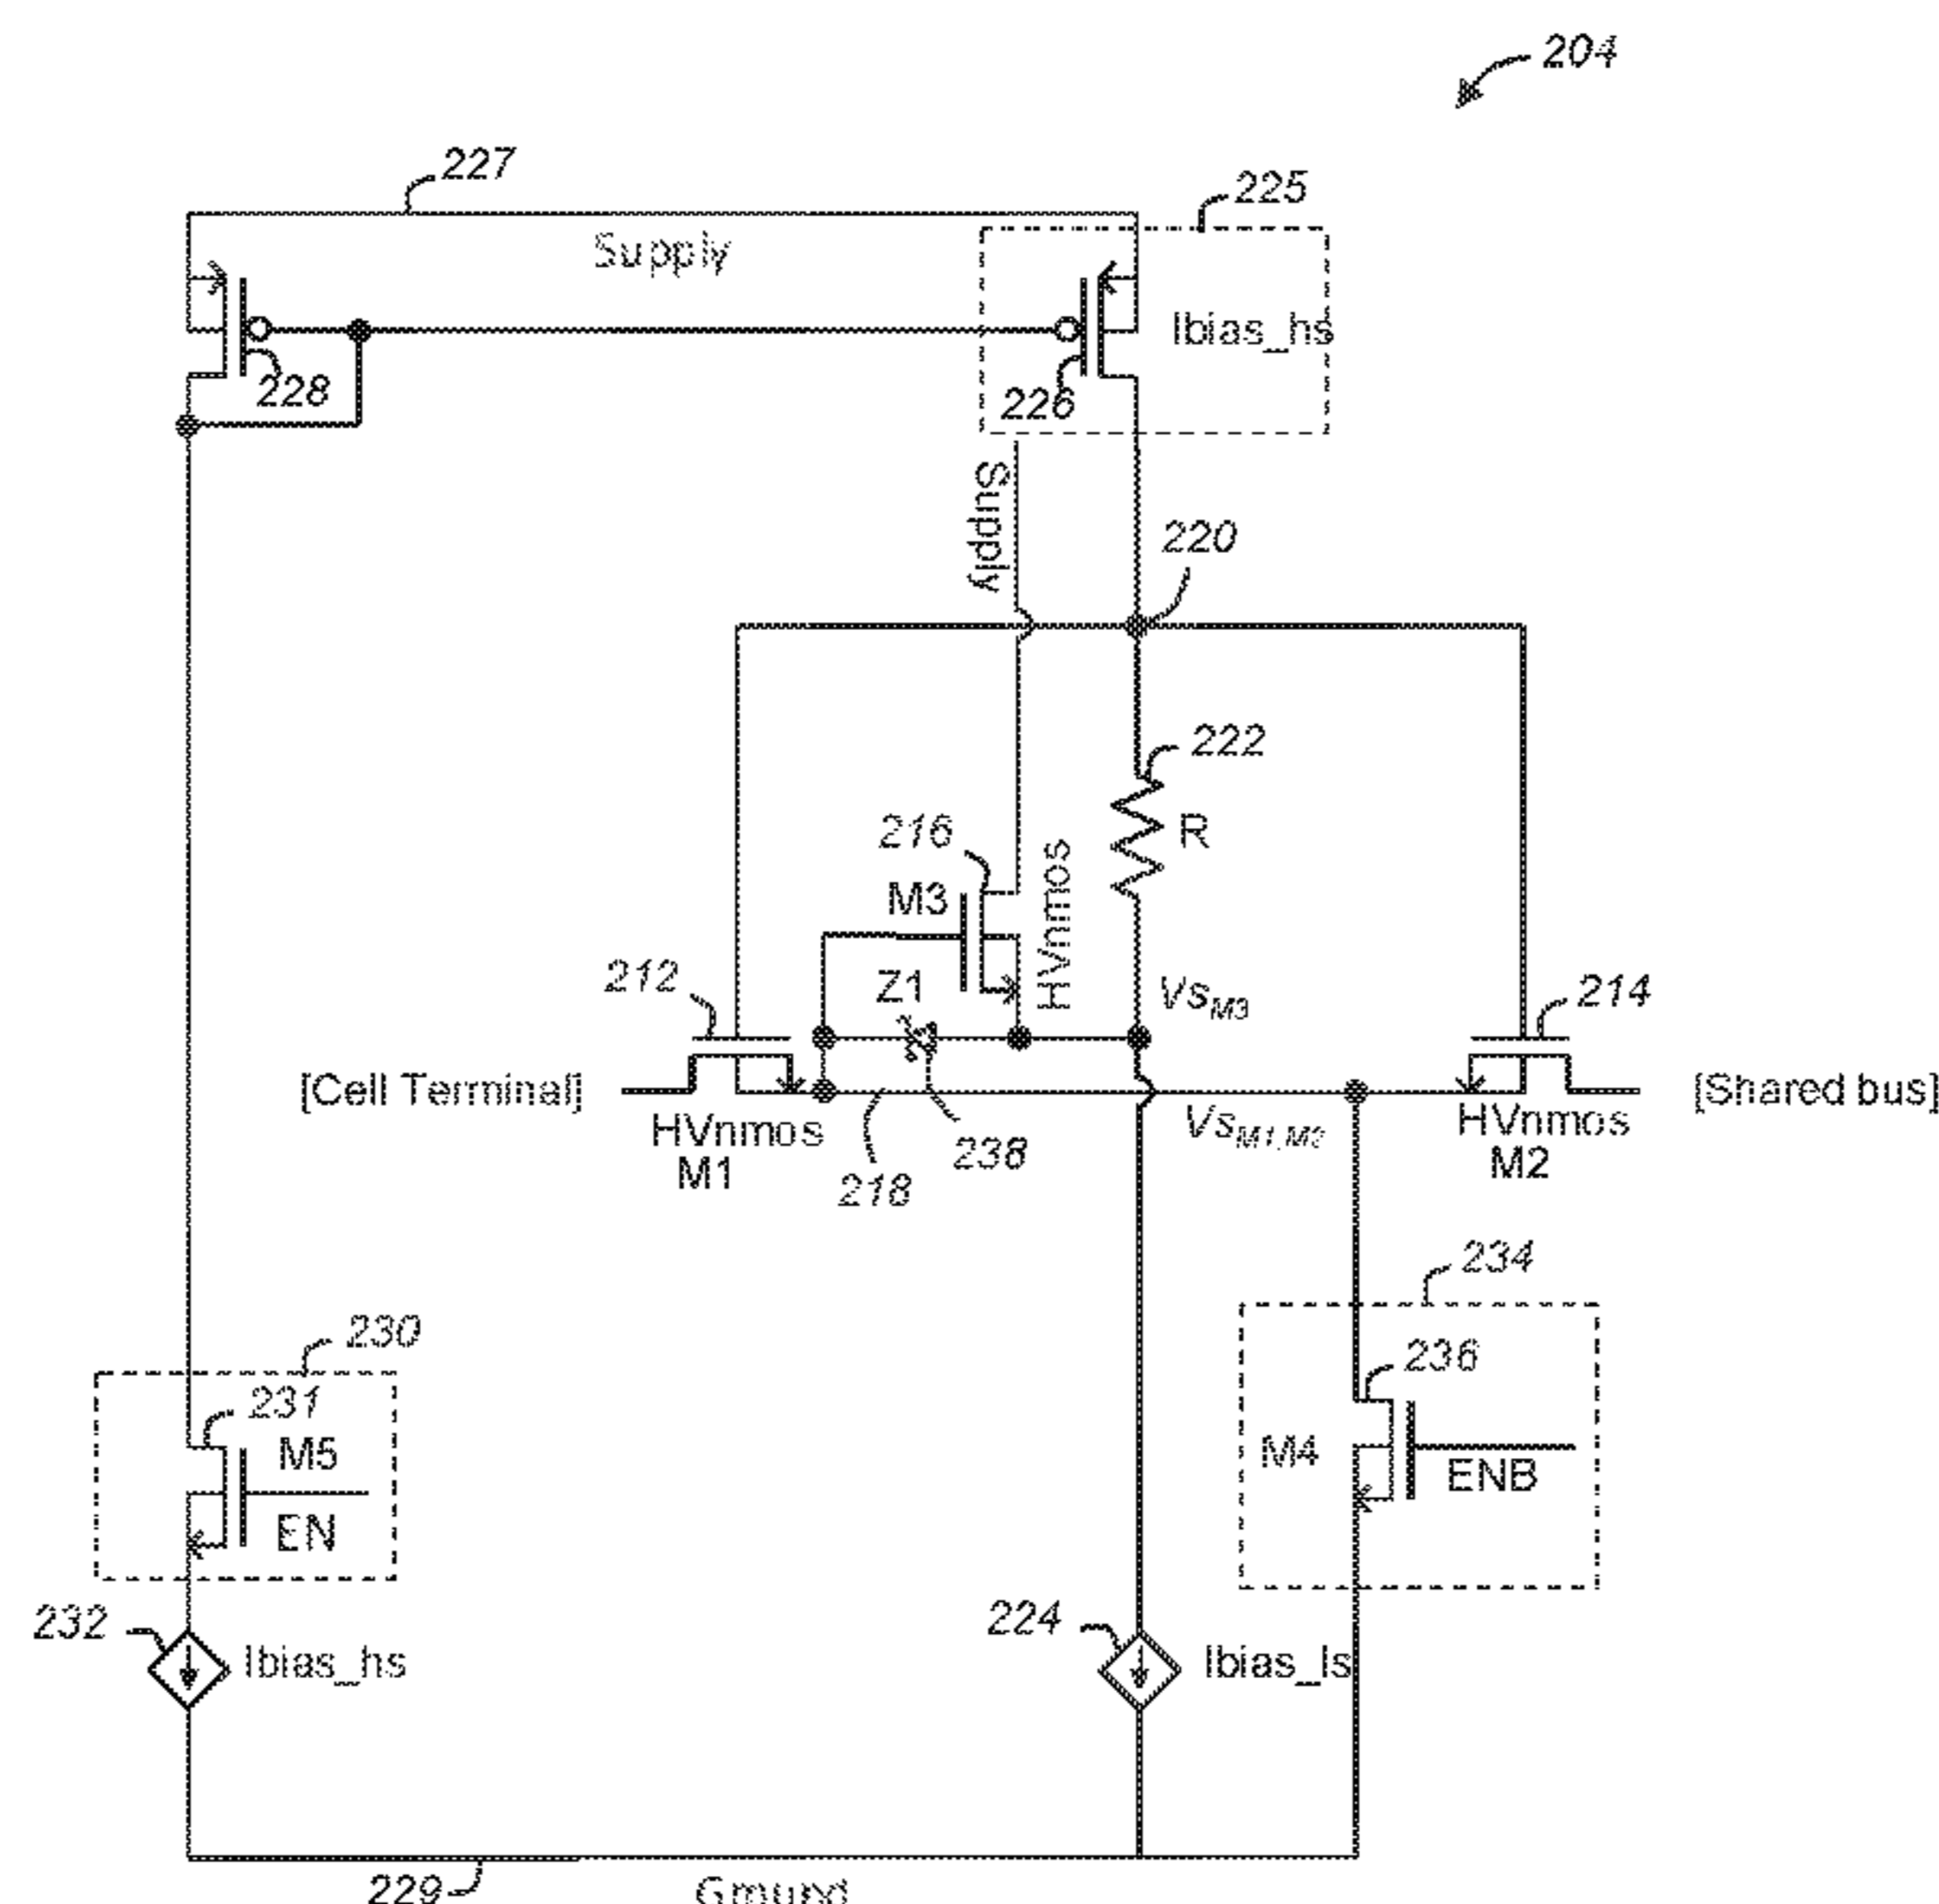 204
227
225
Supply
Ibias_hs
228
226
Supply
220
222
R
216
M3
HVnmos
212
Z1
VsM3
214
[Cell Terminal]
[Shared bus]
HVnmos
M1
218
238
VsM1,M2
HVnmos
M2
234
230
236
231
M5
M4
ENB
EN
232
Ibias_hs
224
Ibias_ls
229
Ground